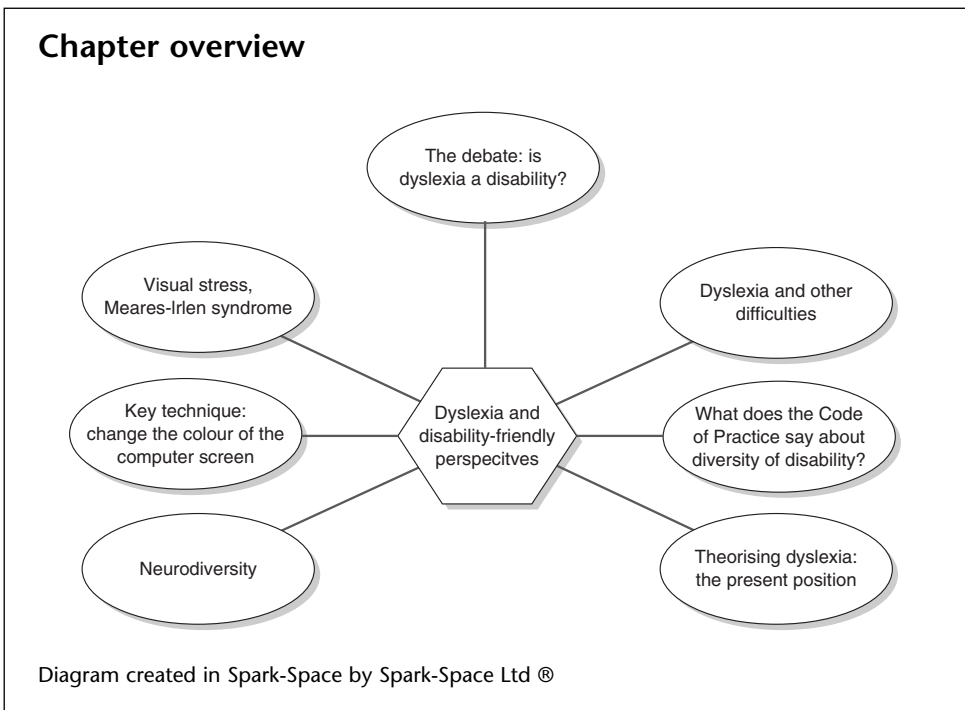 Chapter overview
The debate: is
dyslexia a disability?
Visual stress,
Meares-Irlen syndrome
Dyslexia and other
difficulties
Key technique:
change the colour of the
computer screen
Dyslexia and
disability-friendly
perspecitves
What does the Code
of Practice say about
diversity of disability?
Neurodiversity
Theorising dyslexia:
the present position
Diagram created in Spark-Space by Spark-Space Ltd ®